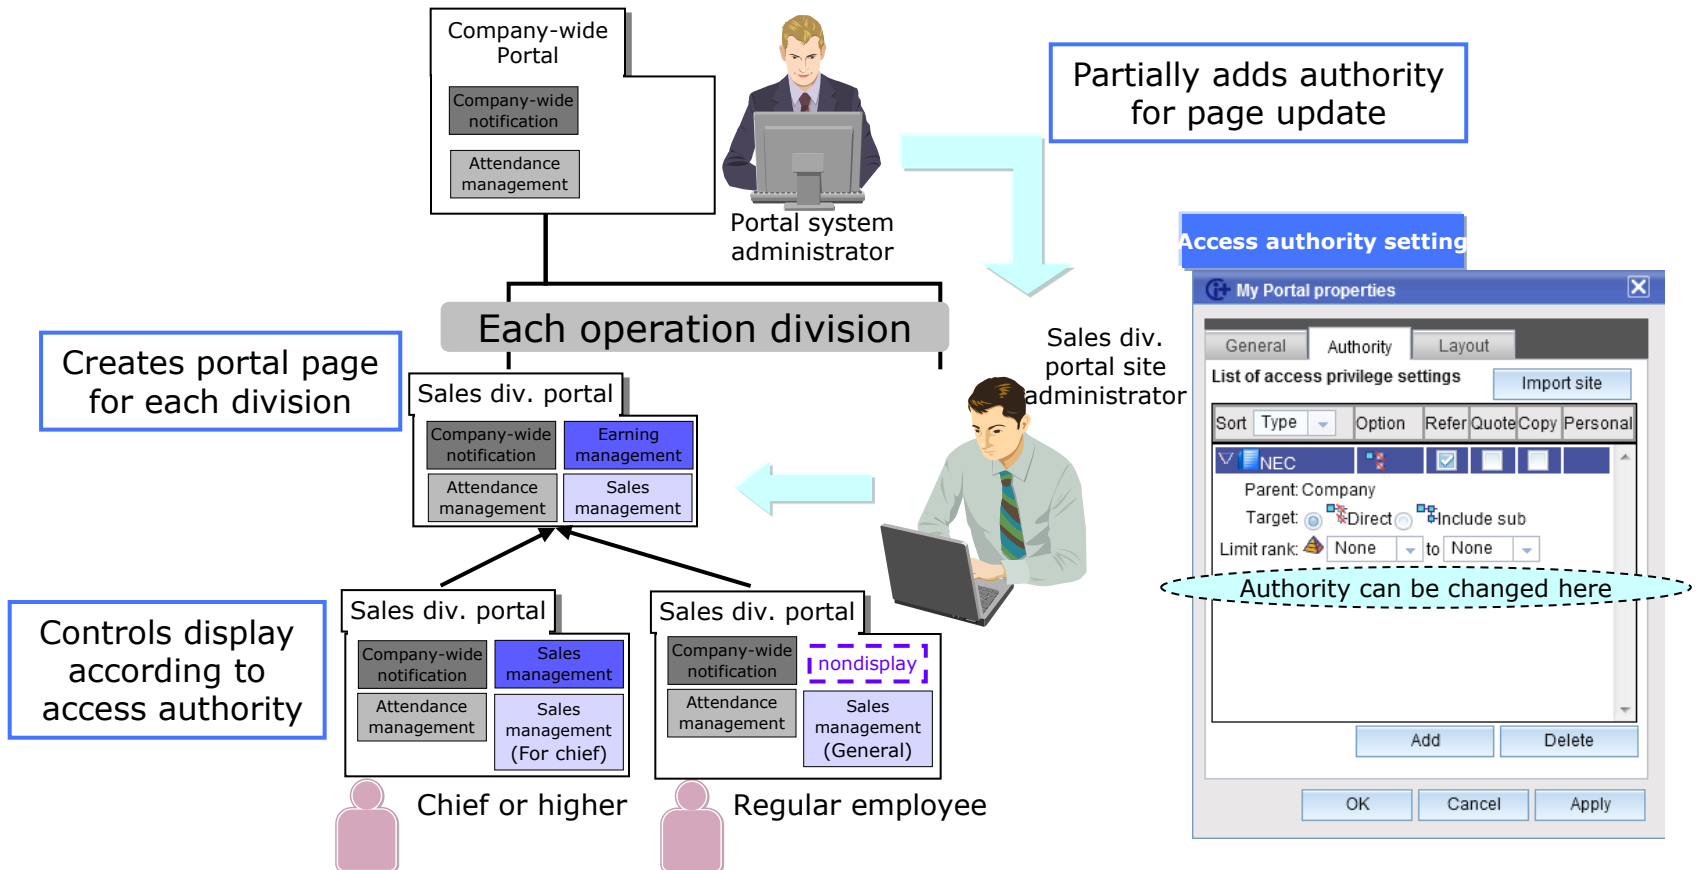 Company-wide
Portal
Company-wide
notification
Attendance
management
Portal system
administrator
Partially adds authority
for page update
Each operation division
Creates portal page
for each division
Sales div. portal
Company-wide
notification
Earning
management
Attendance
management
Sales
management
Sales div.
portal site
administrator
Controls display
according to
access authority
Sales div. portal
Company-wide
notification
Sales
management
Attendance
management
Sales
management
(For chief)
Chief or higher
Sales div. portal
Company-wide
notification
nondisplay
Attendance
management
Sales
management
(General)
Regular employee
Access authority setting
My Portal properties
General Authority Layout
List of access privilege settings
Import site
Sort Type Option Refer Quote Copy Personal
NEC
Parent: Company
Target: Direct Include sub
Limit rank: None to None
Authority can be changed here
Add Delete
OK Cancel Apply